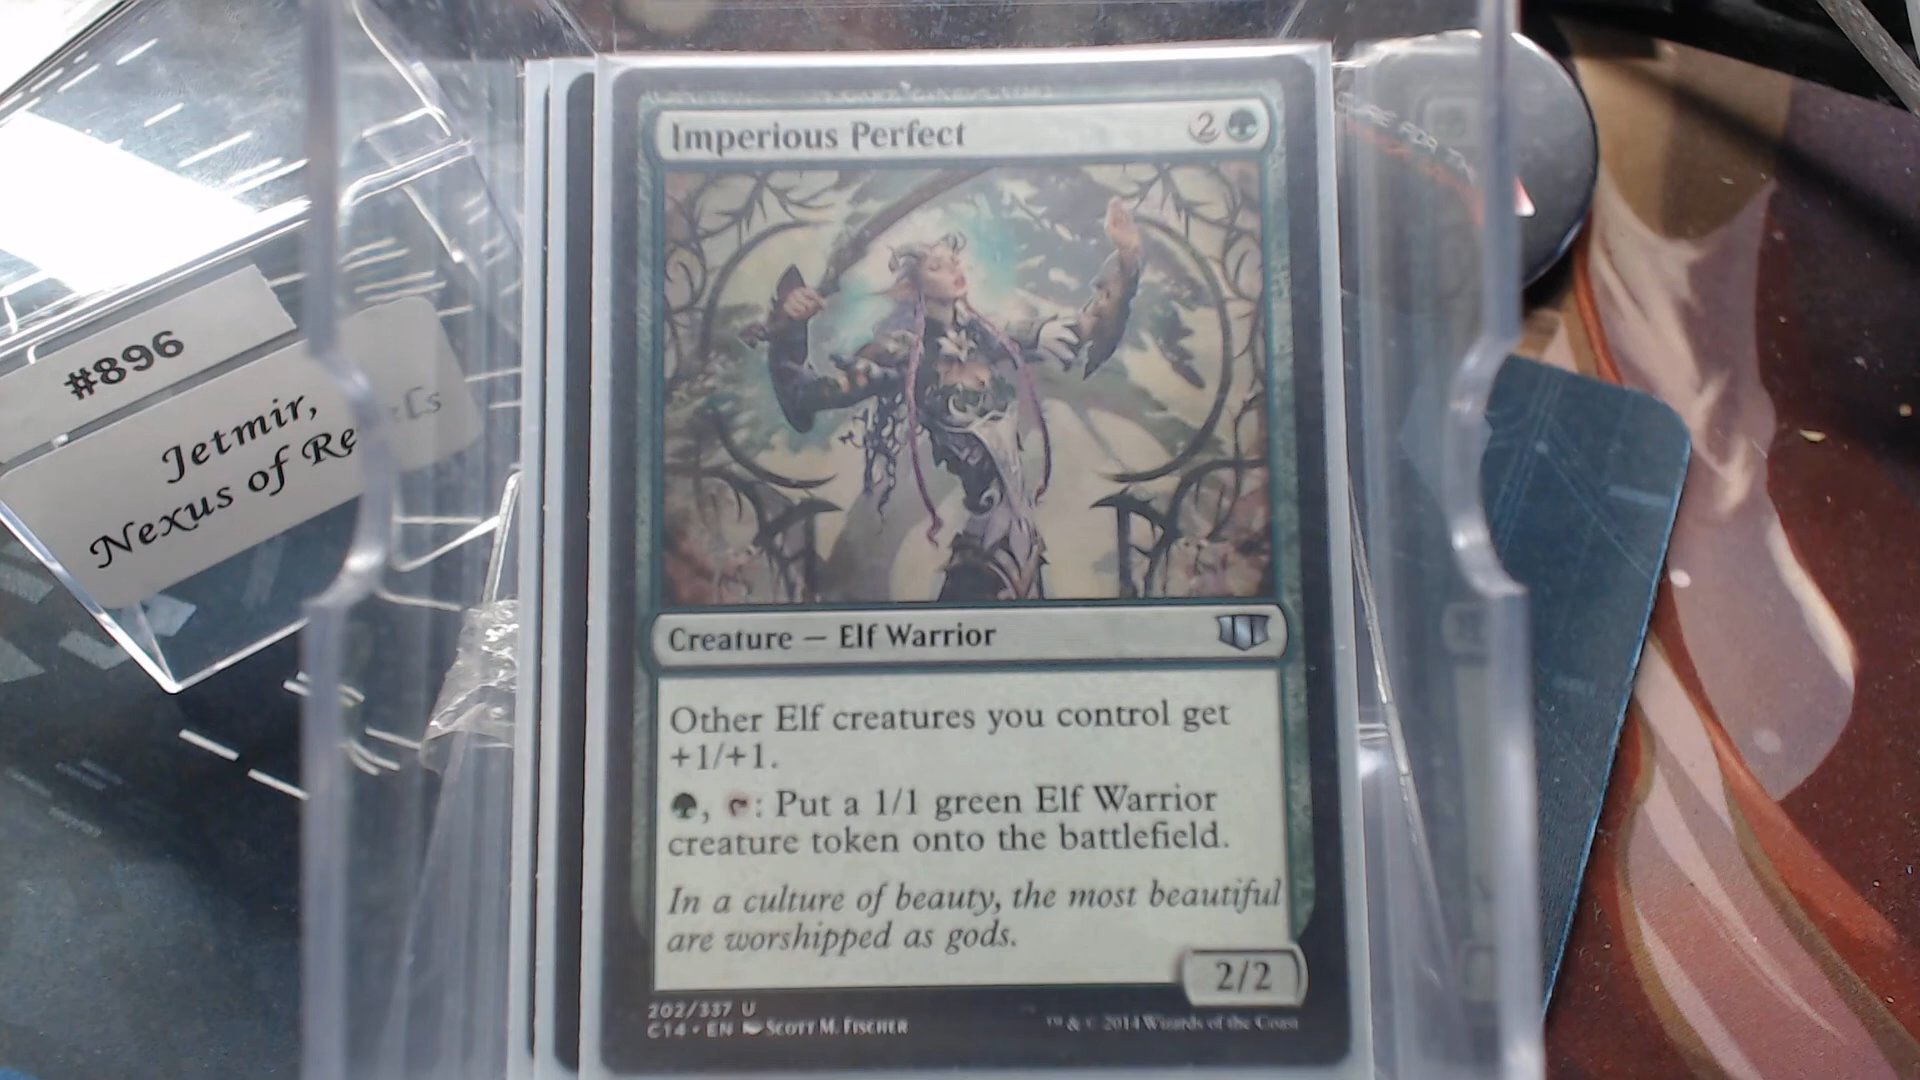 Imperious Perfect
2
Creature — Elf Warrior
Other Elf creatures you control get
+1/+1.
, : Put a 1/1 green Elf Warrior
creature token onto the battlefield.
In a culture of beauty, the most beautiful
are worshipped as gods.
2/2
202/337 U
C14 • EN Scott M. Fischer
™ & © 2014 Wizards of the Coast
#896
Jetmir,
Nexus of Revels